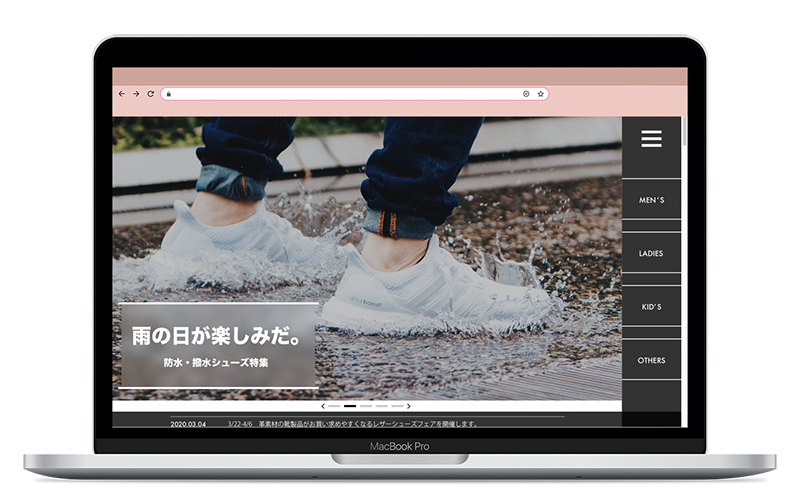 MEN'S
LADIES
KID'S
OTHERS
雨の日が楽しみだ。
防水・撥水シューズ特集
2020.03.04 3/22-4/6 革素材の靴製品がお買い求めやすくなるレザーシューズフェアを開催します。
MacBook Pro